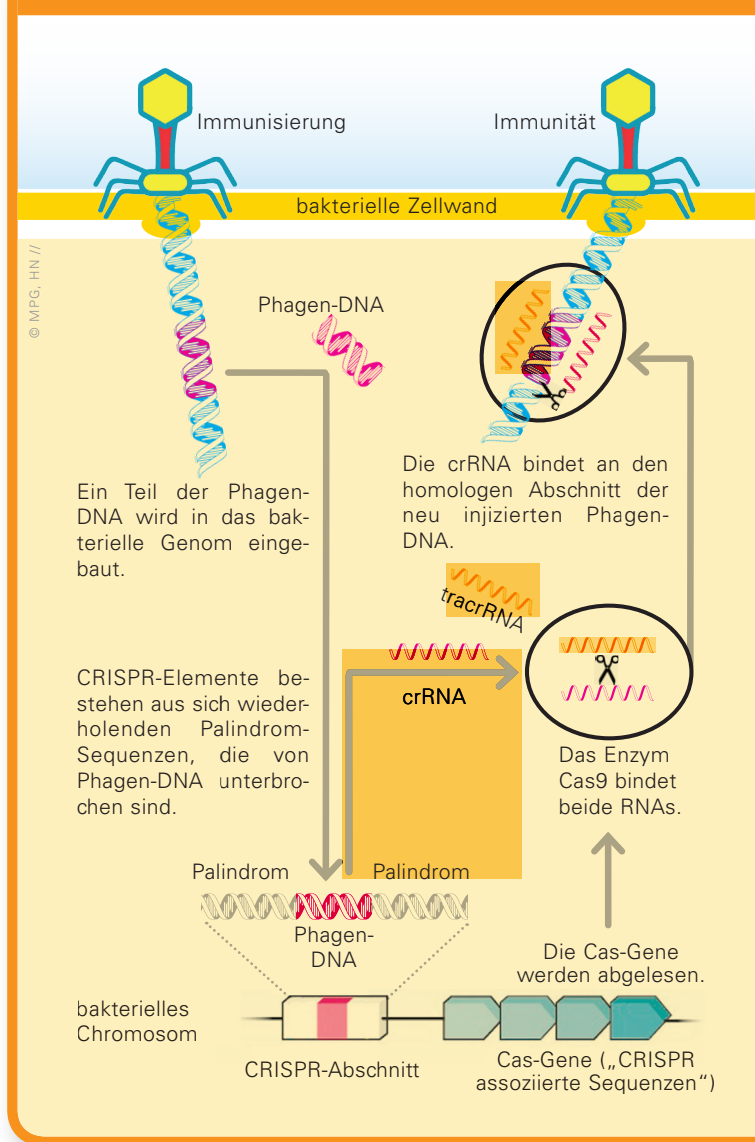 Immunisierung
Immunität
bakterielle Zellwand
© MPG, HN //
Phagen-DNA
Ein Teil der Phagen-
DNA wird in das bak-
terielle Genom einge-
baut.
Die crRNA bindet an den
homologen Abschnitt der
neu injizierten Phagen-
DNA.
tracrRNA
crRNA
CRISPR-Elemente be-
stehen aus sich wieder-
holenden Palindrom-
Sequenzen, die von
Phagen-DNA unterbro-
chen sind.
Das Enzym
Cas9 bindet
beide RNAs.
Palindrom
Palindrom
Phagen-
DNA
Die Cas-Gene
werden abgelesen.
bakterielles
Chromosom
CRISPR-Abschnitt
Cas-Gene („CRISPR
assoziierte Sequenzen“)